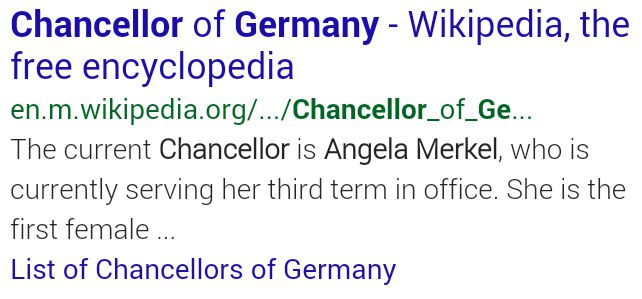 Chancellor of Germany - Wikipedia, the
free encyclopedia
en.m.wikipedia.org/.../Chancellor_of_Ge...
The current Chancellor is Angela Merkel, who is
currently serving her third term in office. She is the
first female ...
List of Chancellors of Germany